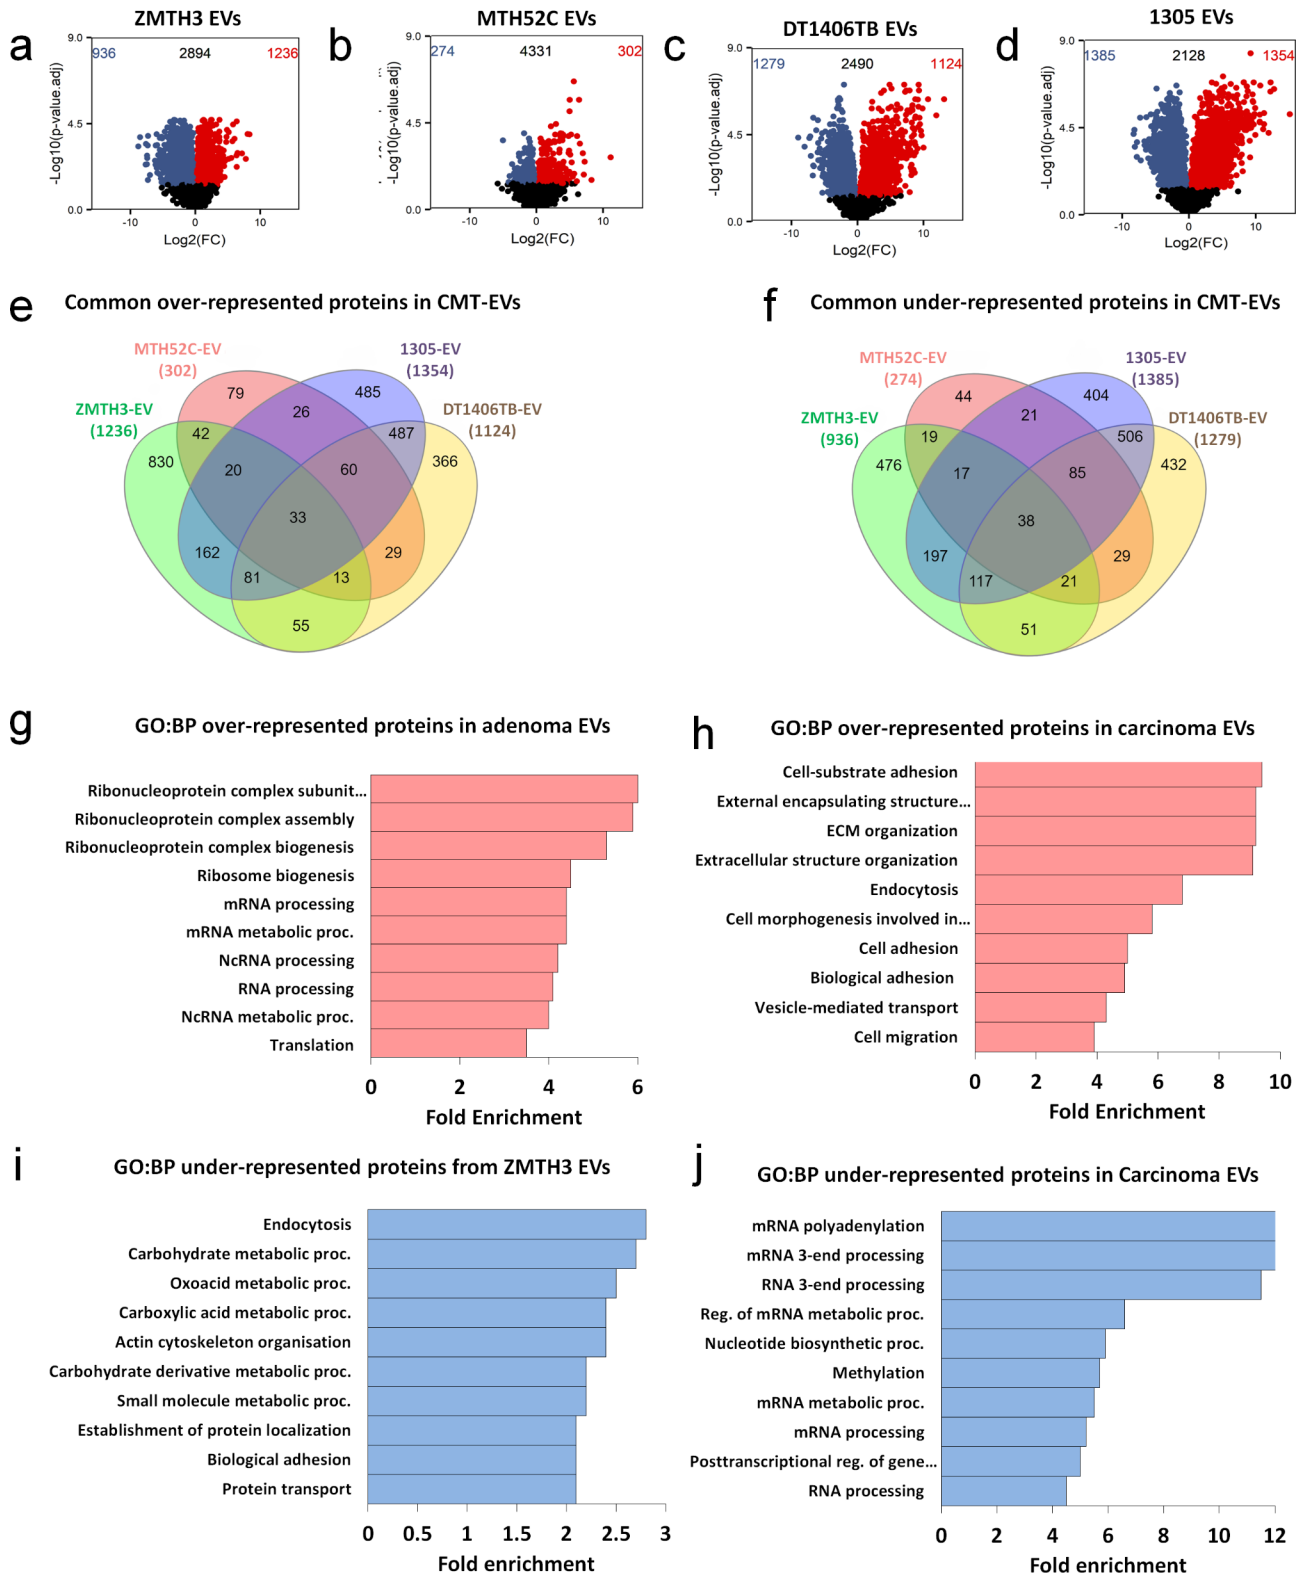 a
ZMTH3 EVs
9.0
936
2894
1236
4.5
0.0
-Log10(p-value.adj)
-10
0
10
Log2(FC)
b
MTH52C EVs
9.0
274
4331
302
4.5
0.0
-Log10(p-value.adj)
-10
0
10
Log2(FC)
c
DT1406TB EVs
9.0
1279
2490
1124
4.5
0.0
-Log10(p-value.adj)
-10
0
10
Log2(FC)
d
1305 EVs
9.0
1385
2128
1354
4.5
0.0
-Log10(p-value.adj)
-10
0
10
Log2(FC)
e
Common over-represented proteins in CMT-EVs
MTH52C-EV
(302)
1305-EV
(1354)
ZMTH3-EV
(1236)
DT1406TB-EV
(1124)
79
485
26
42
487
830
20
60
366
33
162
29
81
13
55
f
Common under-represented proteins in CMT-EVs
MTH52C-EV
(274)
1305-EV
(1385)
ZMTH3-EV
(936)
DT1406TB-EV
(1279)
44
404
21
19
506
476
17
85
432
38
197
29
117
21
51
g
GO:BP over-represented proteins in adenoma EVs
Ribonucleoprotein complex subunit...
Ribonucleoprotein complex assembly
Ribonucleoprotein complex biogenesis
Ribosome biogenesis
mRNA processing
mRNA metabolic proc.
NcRNA processing
RNA processing
NcRNA metabolic proc.
Translation
0
2
4
6
Fold Enrichment
h
GO:BP over-represented proteins in carcinoma EVs
Cell-substrate adhesion
External encapsulating structure...
ECM organization
Extracellular structure organization
Endocytosis
Cell morphogenesis involved in...
Cell adhesion
Biological adhesion
Vesicle-mediated transport
Cell migration
0
2
4
6
8
10
Fold Enrichment
i
GO:BP under-represented proteins from ZMTH3 EVs
Endocytosis
Carbohydrate metabolic proc.
Oxoacid metabolic proc.
Carboxylic acid metabolic proc.
Actin cytoskeleton organisation
Carbohydrate derivative metabolic proc.
Small molecule metabolic proc.
Establishment of protein localization
Biological adhesion
Protein transport
0
0.5
1
1.5
2
2.5
3
Fold enrichment
j
GO:BP under-represented proteins in Carcinoma EVs
mRNA polyadenylation
mRNA 3-end processing
RNA 3-end processing
Reg. of mRNA metabolic proc.
Nucleotide biosynthetic proc.
Methylation
mRNA metabolic proc.
mRNA processing
Posttranscriptional reg. of gene...
RNA processing
0
2
4
6
8
10
12
Fold enrichment